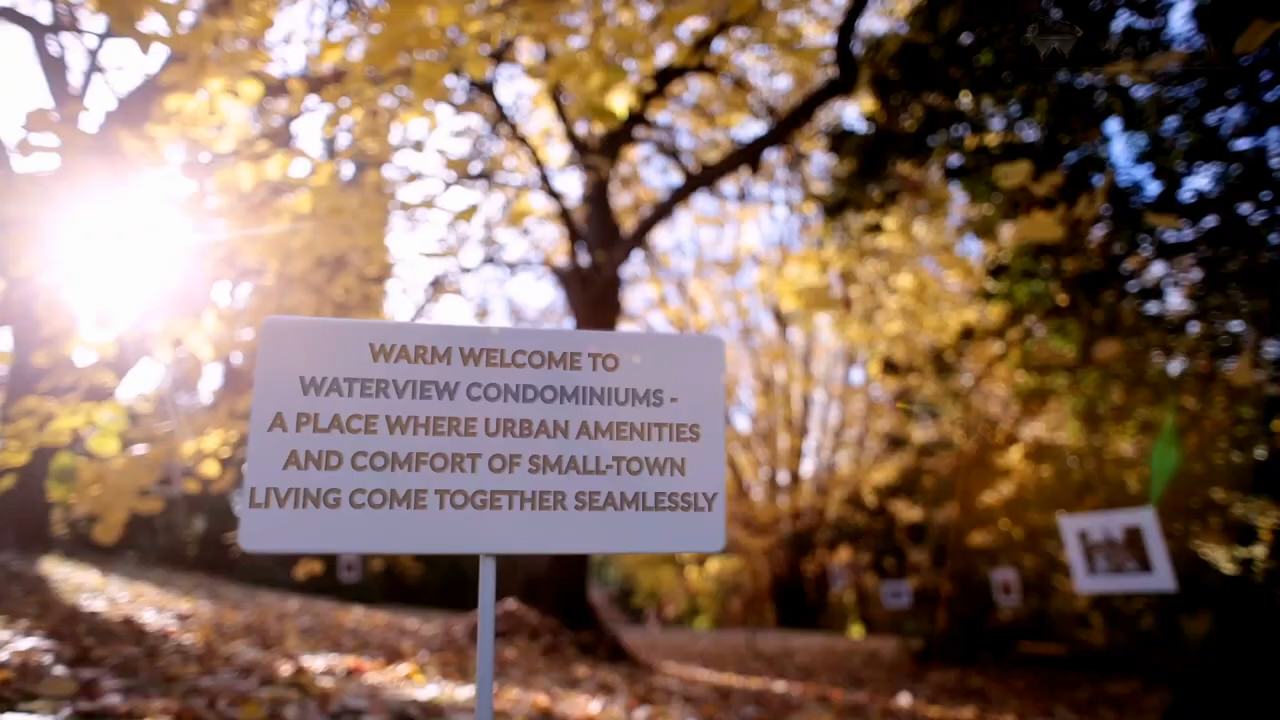 WARM WELCOME TO
WATERVIEW CONDOMINIUMS -
A PLACE WHERE URBAN AMENITIES
AND COMFORT OF SMALL-TOWN
LIVING COME TOGETHER SEAMLESSLY